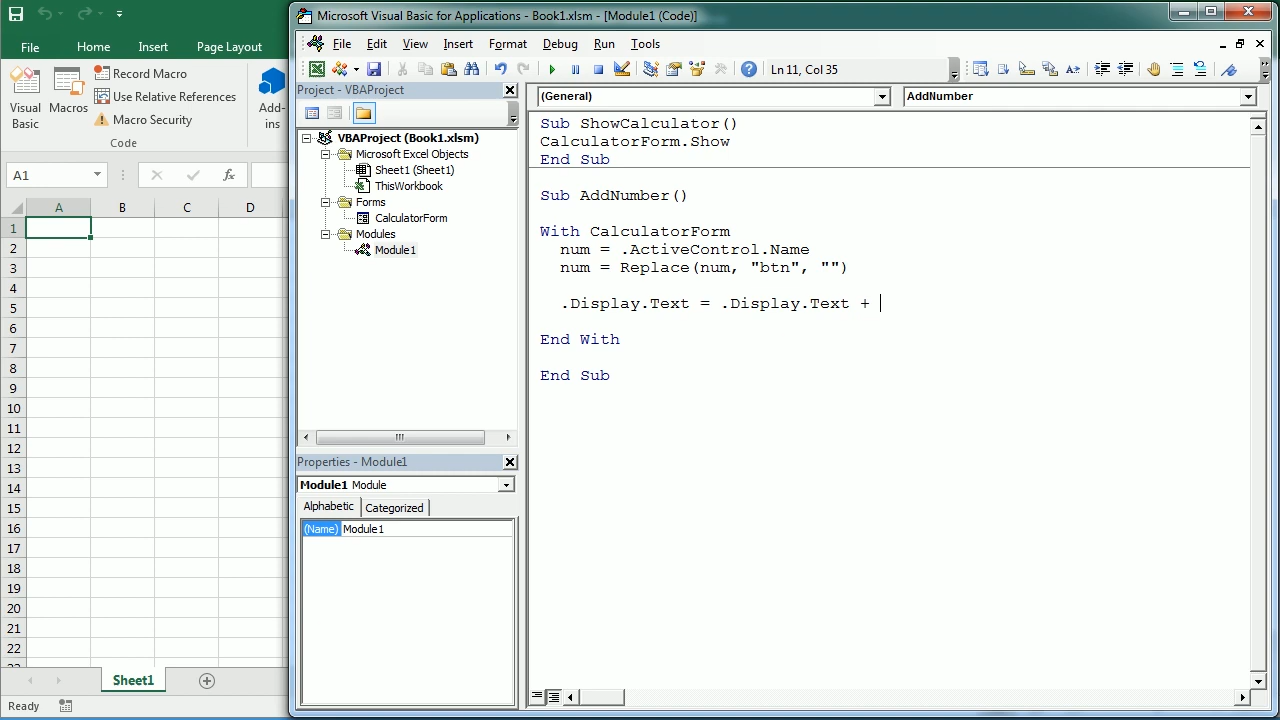 Microsoft Visual Basic for Applications - Book1.xlsm - [Module1 (Code)]
File Home Insert Page Layout
File Edit View Insert Format Debug Run Tools
Record Macro
Use Relative References
Macro Security
Visual Basic
Macros
Add-ins
Code
Ln 11, Col 35
A1
fx
A B C D
1
2
3
4
5
6
7
8
9
10
11
12
13
14
15
16
17
18
19
20
21
22
Sheet1
Ready
Project - VBAProject
VBAProject (Book1.xlsm)
Microsoft Excel Objects
Sheet1 (Sheet1)
ThisWorkbook
Forms
CalculatorForm
Modules
Module1
Properties - Module1
Module1 Module
Alphabetic Categorized
(Name) Module1
(General) AddNumber
Sub ShowCalculator()
CalculatorForm.Show
End Sub
Sub AddNumber()
With CalculatorForm
num = .ActiveControl.Name
num = Replace(num, "btn", "")
.Display.Text = .Display.Text +
End With
End Sub